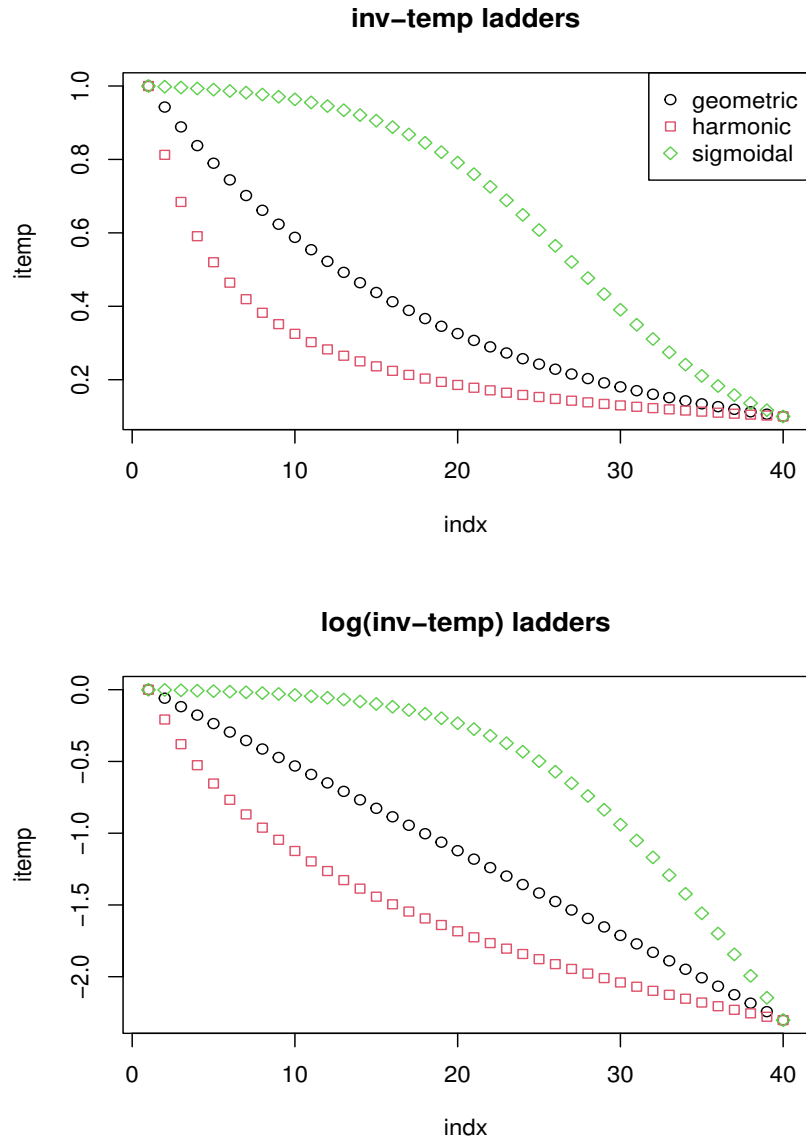 inv−temp ladders
geometric
harmonic
sigmoidal
1.0
0.8
0.6
0.4
0.2
itemp
0 10 20 30 40
indx
log(inv−temp) ladders
0.0
−0.5
−1.0
−1.5
−2.0
itemp
0 10 20 30 40
indx